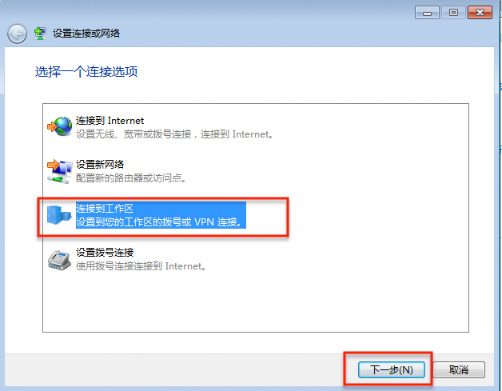 设置连接或网络
选择一个连接选项
连接到 Internet
设置无线、宽带或拨号连接，连接到 Internet。
设置新网络
配置新的路由器或访问点。
连接到工作区
设置到您的工作区的拨号或 VPN 连接。
设置拨号连接
使用拨号连接连接到 Internet。
下一步(N)
取消